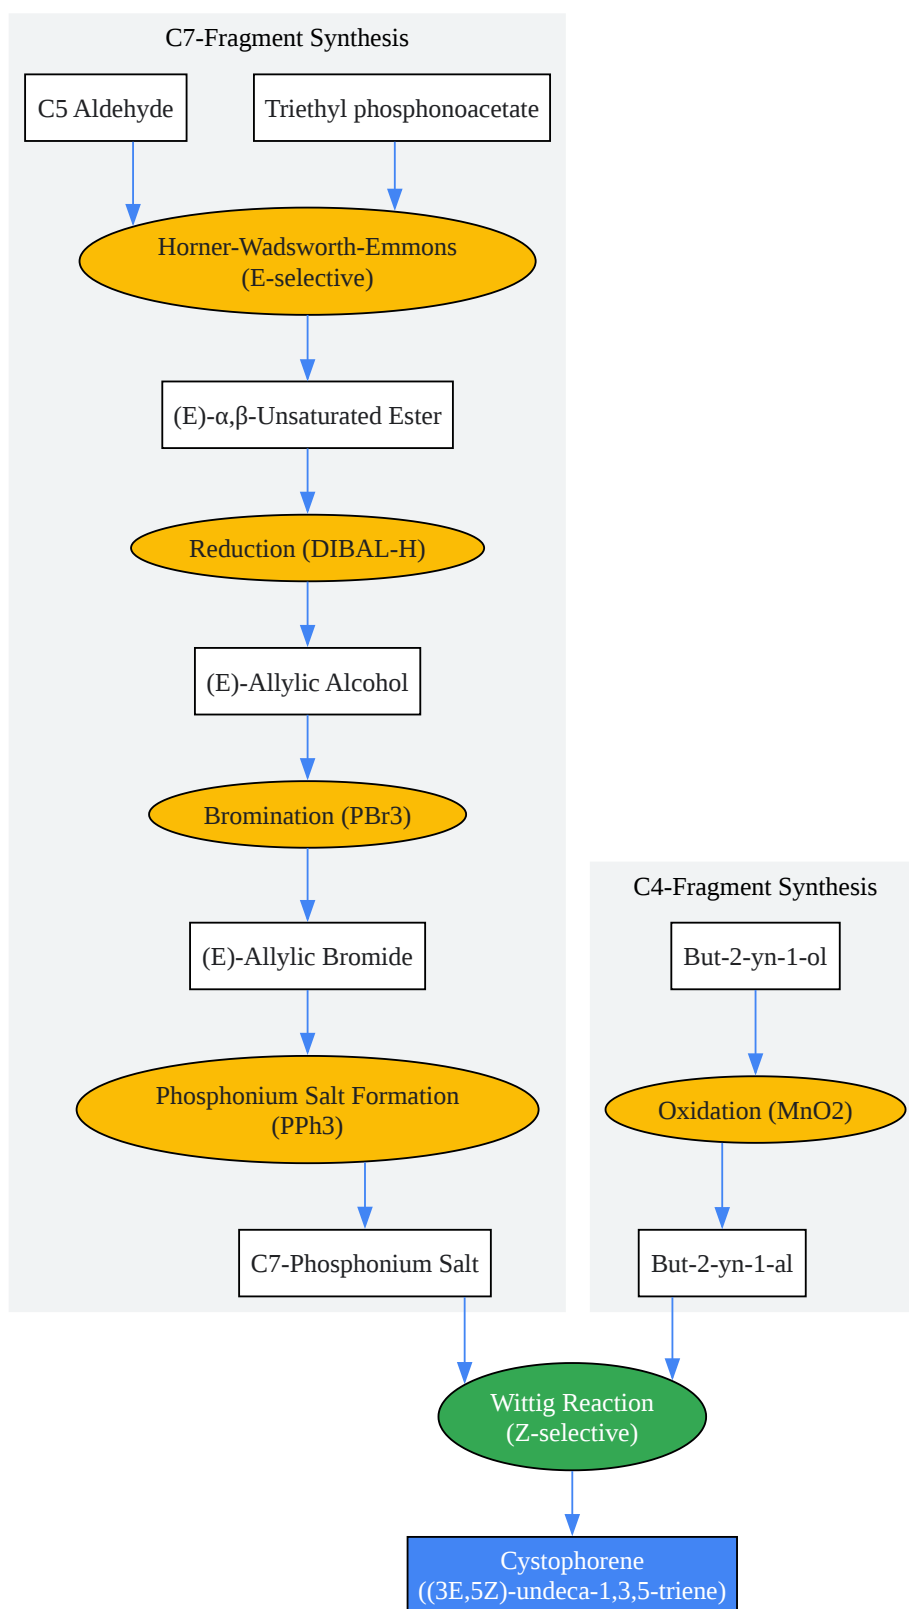 C7-Fragment Synthesis
C5 Aldehyde
Triethyl phosphonoacetate
Horner-Wadsworth-Emmons
(E-selective)
(E)-α,β-Unsaturated Ester
Reduction (DIBAL-H)
(E)-Allylic Alcohol
Bromination (PBr3)
(E)-Allylic Bromide
Phosphonium Salt Formation
(PPh3)
C7-Phosphonium Salt
C4-Fragment Synthesis
But-2-yn-1-ol
Oxidation (MnO2)
But-2-yn-1-al
Wittig Reaction
(Z-selective)
Cystophorene
((3E,5Z)-undeca-1,3,5-triene)